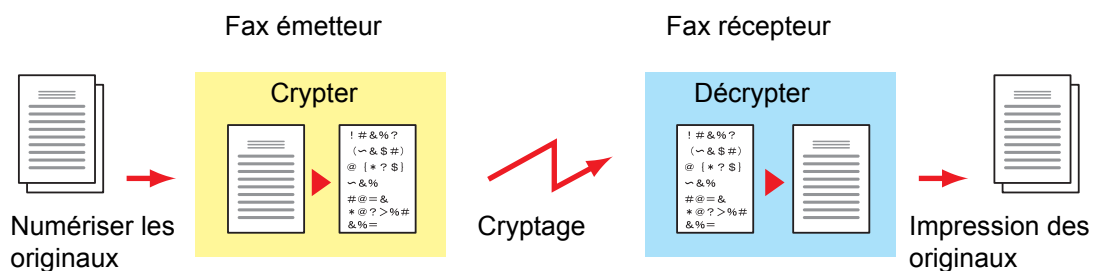 Fax émetteur
Fax récepteur
Crypter
Décrypter
!#&%?
(~&$#)
@{*?$}
~&%
#@=&
*@?>%#
&%=
!#&%?
(~&$#)
@{*?$}
~&%
#@=&
*@?>%#
&%=
Numériser les
originaux
Cryptage
Impression des
originaux